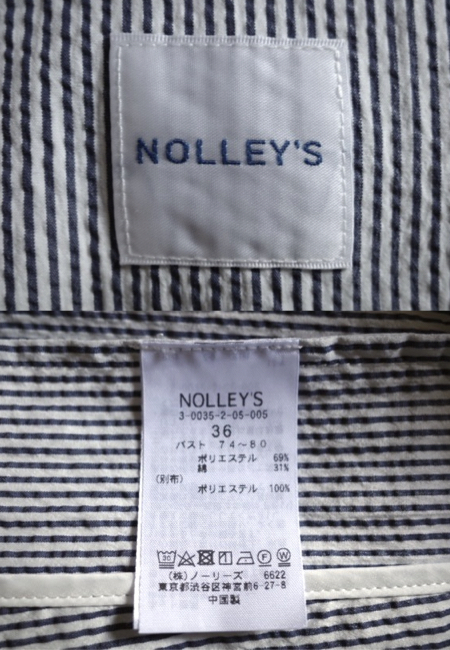 NOLLEY'S
NOLLEY'S
3-0035-2-05-005
36
バスト 74~80
ポリエステル 69%
綿 31%
(別布)
ポリエステル 100%
30 F W
(株)ノーリーズ 6622
東京都渋谷区神宮前6-27-8
中国製